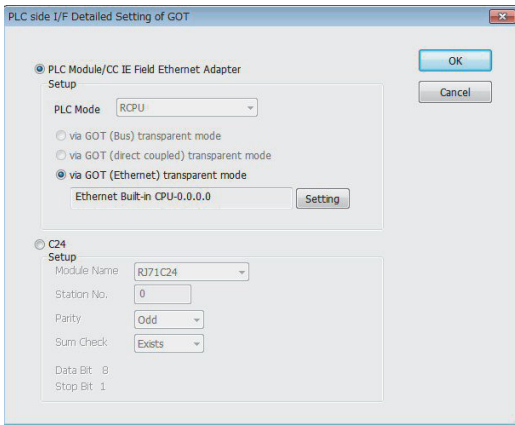 PLC side I/F Detailed Setting of GOT
OK
PLC Module/CC IE Field Ethernet Adapter
Cancel
Setup
PLC Mode RCPU
via GOT (Bus) transparent mode
via GOT (direct coupled) transparent mode
via GOT (Ethernet) transparent mode
Ethernet Built-in CPU-0.0.0.0 Setting
C24
Setup
Module Name RJ71C24
Station No. 0
Parity Odd
Sum Check Exists
Data Bit 8
Stop Bit 1